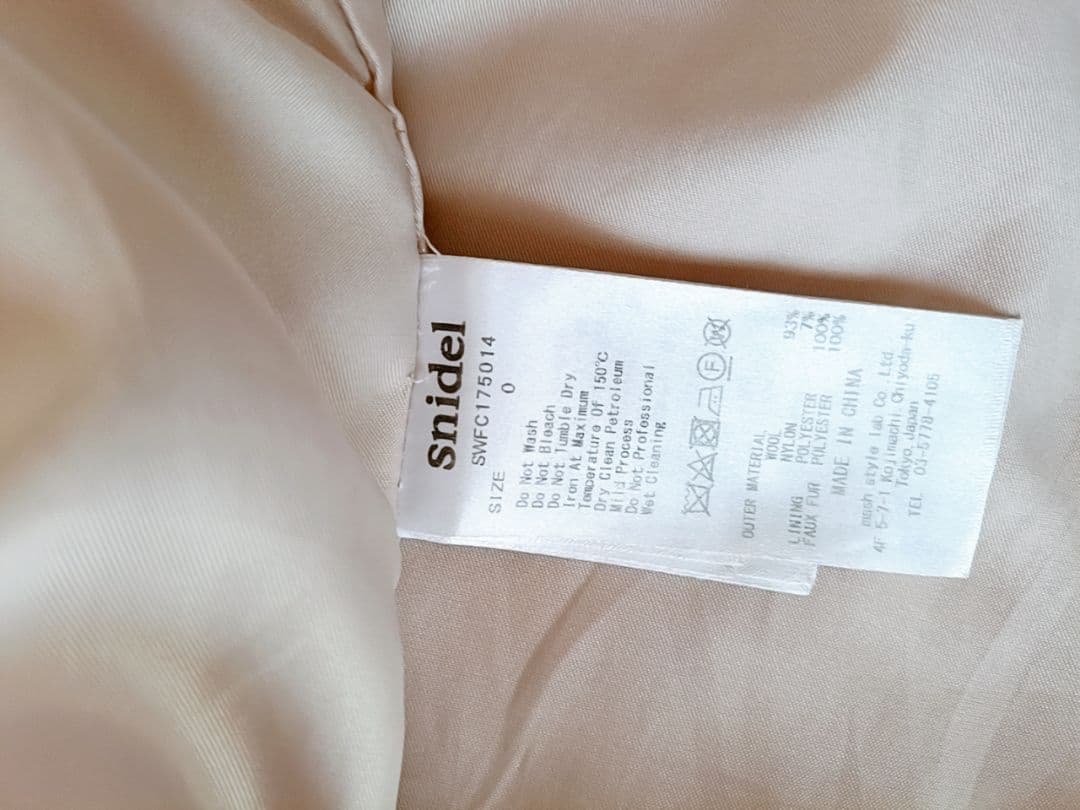 snidel
SWFC175014
SIZE 0
Do Not Wash
Do Not Bleach
Do Not Tumble Dry
Iron At Maximum
Temperature Of 150°C
Dry Clean Petroleum
Mild Process
Do Not Professional
Wet Cleaning
F
W
OUTER MATERIAL
WOOL 93%
NYLON 7%
LINING POLYESTER 100%
FAUX FUR POLYESTER 100%
MADE IN CHINA
mash style lab Co.,Ltd.
4F 5-7-1 Kojimachi Chiyoda-ku
Tokyo, Japan
TEL 03-6778-4105